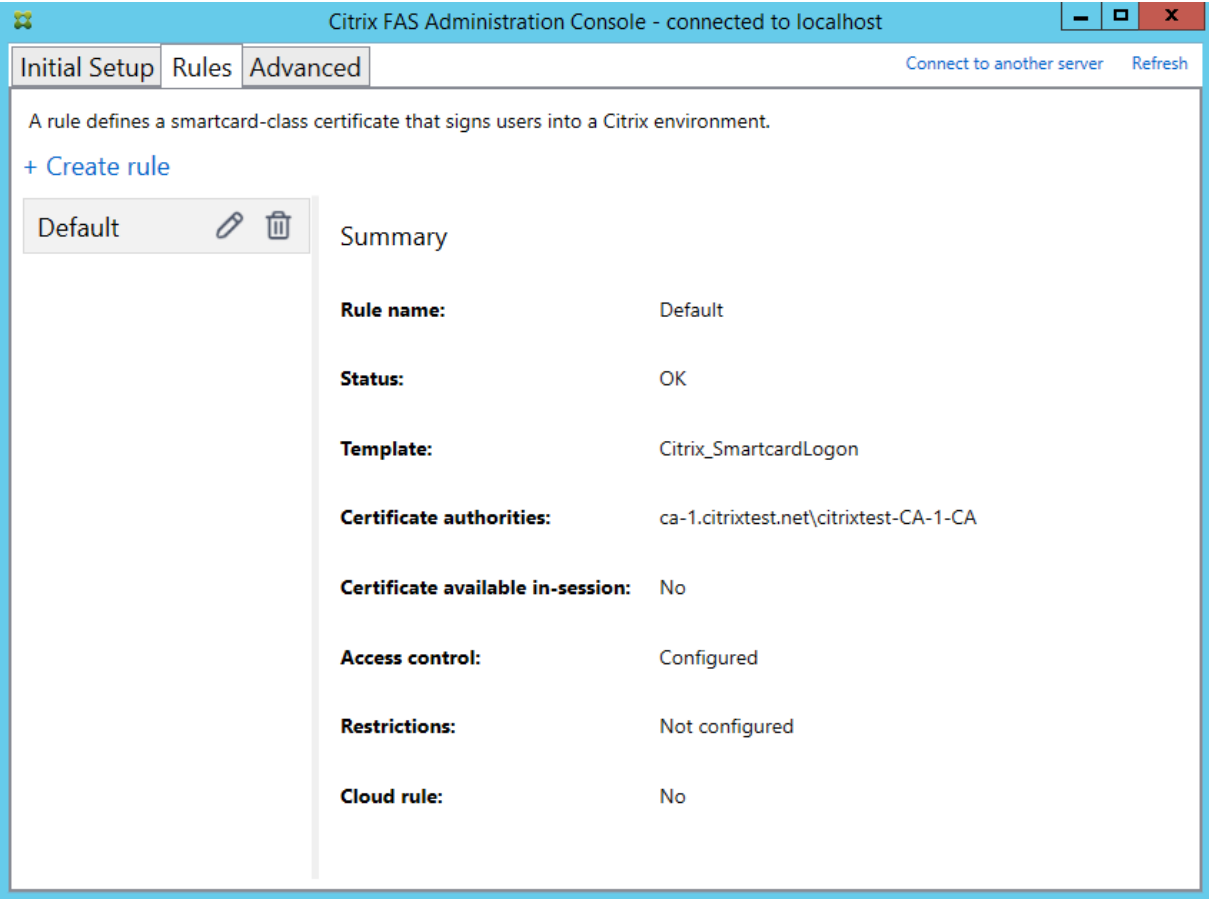 Citrix FAS Administration Console - connected to localhost
Initial Setup Rules Advanced Connect to another server Refresh
A rule defines a smartcard-class certificate that signs users into a Citrix environment.
+ Create rule
Default
Summary
Rule name: Default
Status: OK
Template: Citrix_SmartcardLogon
Certificate authorities: ca-1.citrixtest.net\citrixtest-CA-1-CA
Certificate available in-session: No
Access control: Configured
Restrictions: Not configured
Cloud rule: No